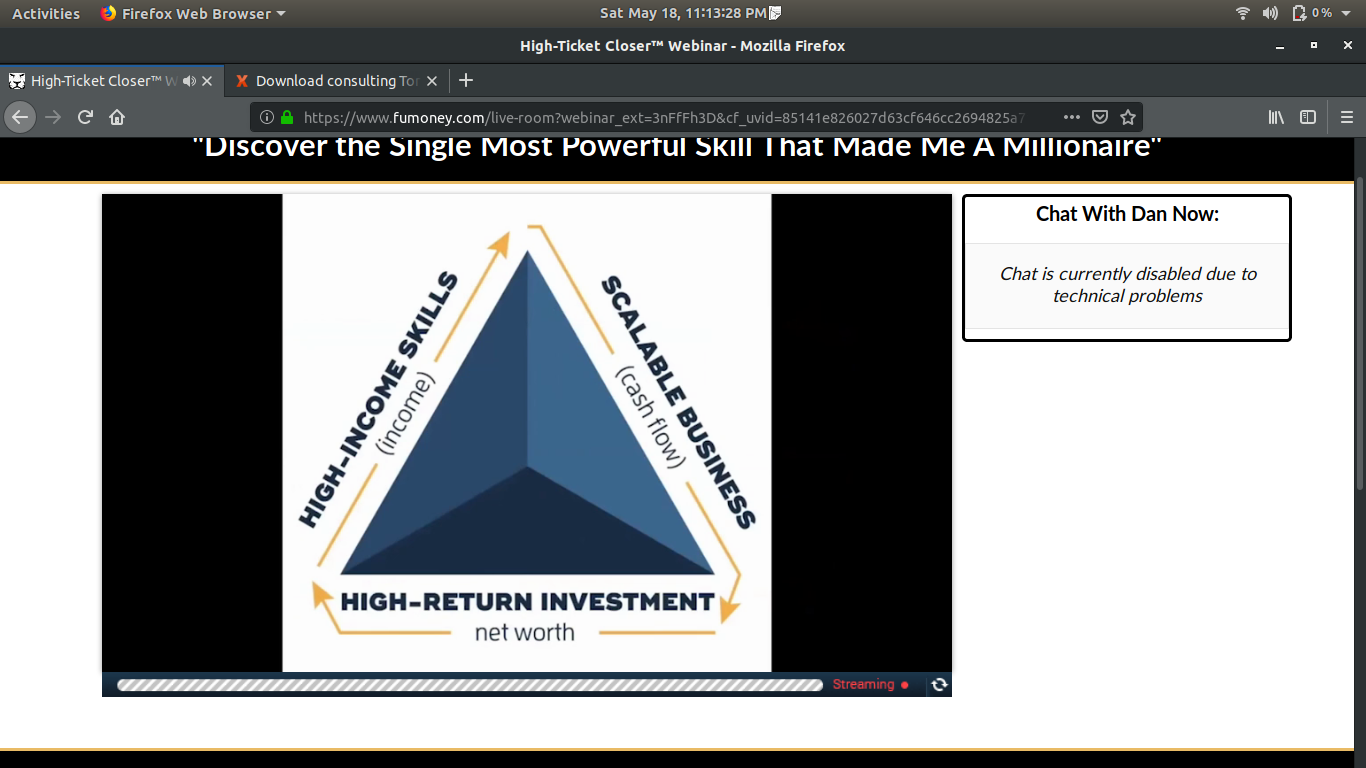 Activities
Firefox Web Browser
Sat May 18, 11:13:28 PM
0 %
High-Ticket Closer™ Webinar - Mozilla Firefox
High-Ticket Closer™ W
Download consulting Tor
https://www.fumoney.com/live-room?webinar_ext=3nFfFh3D&cf_uvid=85141e826027d63cf646cc2694825a7
"Discover the Single Most Powerful Skill That Made Me A Millionaire"
HIGH-INCOME SKILLS
(income)
SCALABLE BUSINESS
(cash flow)
HIGH-RETURN INVESTMENT
net worth
Streaming
Chat With Dan Now:
Chat is currently disabled due to
technical problems